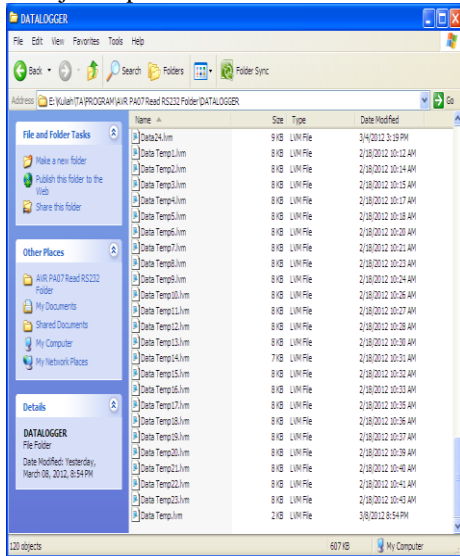 DATALOGGER
File Edit View Favorites Tools Help
Back Search Folders Folder Sync
Address E:\Kuliah\TA\PROGRAM\AVR PA07 Read RS232 Folder\DATALOGGER Go
Name Size Type Date Modified
File and Folder Tasks
Make a new folder
Publish this folder to the
Web
Share this folder
Other Places
AVR PA07 Read RS232
Folder
My Documents
Shared Documents
My Computer
My Network Places
Details
DATALOGGER
File Folder
Date Modified: Yesterday,
March 08, 2012, 8:54 PM
Data24.lvm 9 KB LVM File 3/4/2012 3:19 PM
Data Temp1.lvm 8 KB LVM File 2/18/2012 10:12 AM
Data Temp2.lvm 8 KB LVM File 2/18/2012 10:14 AM
Data Temp3.lvm 8 KB LVM File 2/18/2012 10:15 AM
Data Temp4.lvm 8 KB LVM File 2/18/2012 10:17 AM
Data Temp5.lvm 8 KB LVM File 2/18/2012 10:18 AM
Data Temp6.lvm 8 KB LVM File 2/18/2012 10:20 AM
Data Temp7.lvm 8 KB LVM File 2/18/2012 10:21 AM
Data Temp8.lvm 8 KB LVM File 2/18/2012 10:23 AM
Data Temp9.lvm 8 KB LVM File 2/18/2012 10:24 AM
Data Temp10.lvm 8 KB LVM File 2/18/2012 10:26 AM
Data Temp11.lvm 8 KB LVM File 2/18/2012 10:27 AM
Data Temp12.lvm 8 KB LVM File 2/18/2012 10:28 AM
Data Temp13.lvm 8 KB LVM File 2/18/2012 10:30 AM
Data Temp14.lvm 7 KB LVM File 2/18/2012 10:31 AM
Data Temp15.lvm 8 KB LVM File 2/18/2012 10:32 AM
Data Temp16.lvm 8 KB LVM File 2/18/2012 10:33 AM
Data Temp17.lvm 8 KB LVM File 2/18/2012 10:35 AM
Data Temp18.lvm 8 KB LVM File 2/18/2012 10:36 AM
Data Temp19.lvm 8 KB LVM File 2/18/2012 10:37 AM
Data Temp20.lvm 8 KB LVM File 2/18/2012 10:39 AM
Data Temp21.lvm 8 KB LVM File 2/18/2012 10:40 AM
Data Temp22.lvm 8 KB LVM File 2/18/2012 10:41 AM
Data Temp23.lvm 8 KB LVM File 2/18/2012 10:43 AM
Data Temp.lvm 2 KB LVM File 3/8/2012 8:54 PM
120 objects 607 KB My Computer